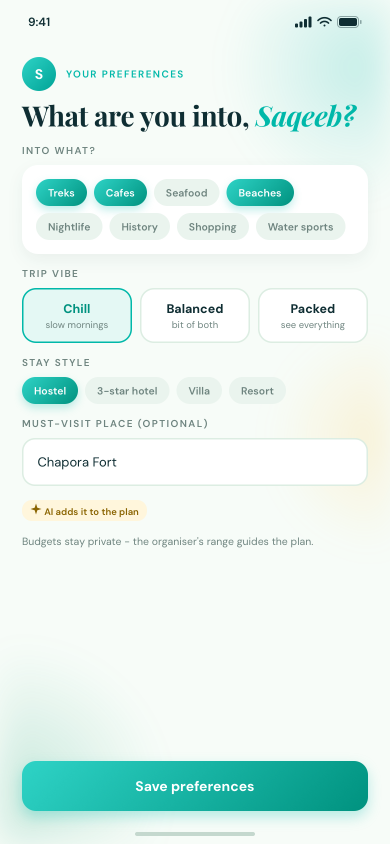 9:41
S
YOUR PREFERENCES
What are you into, Saqeeb?
INTO WHAT?
Treks Cafes Seafood Beaches
Nightlife History Shopping Water sports
TRIP VIBE
Chill Balanced Packed
slow mornings bit of both see everything
STAY STYLE
Hostel 3-star hotel Villa Resort
MUST-VISIT PLACE (OPTIONAL)
Chapora Fort
AI adds it to the plan
Budgets stay private - the organiser's range guides the plan.
Save preferences